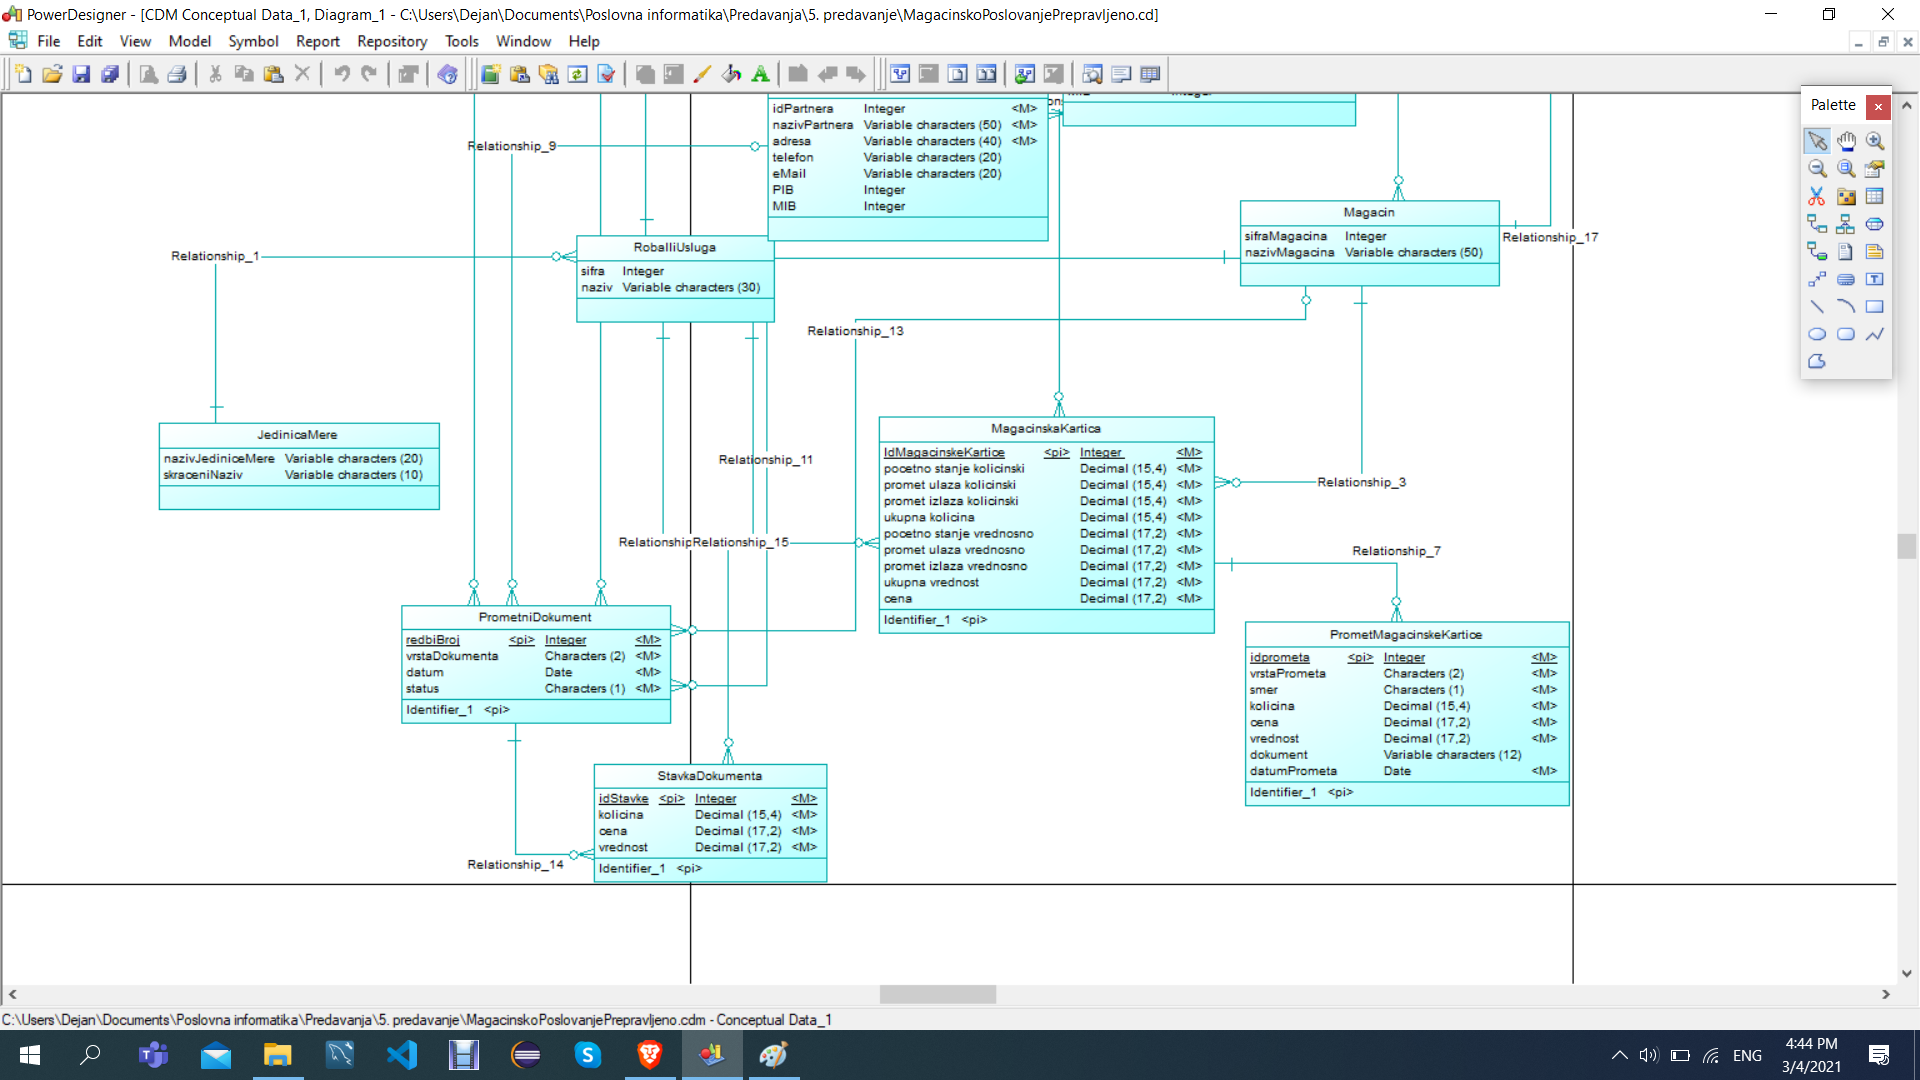 PowerDesigner - [CDM Conceptual Data_1, Diagram_1 - C:\Users\Dejan\Documents\Poslovna informatika\Predavanja\5. predavanje\MagacinskoPoslovanjePrepravljeno.cd]
File Edit View Model Symbol Report Repository Tools Window Help
Palette
idPartnera Integer <M>
nazivPartnera Variable characters (50) <M>
adresa Variable characters (40) <M>
telefon Variable characters (20)
eMail Variable characters (20)
PIB Integer
MIB Integer
Relationship_9
Magacin
sifraMagacina Integer
nazivMagacina Variable characters (50)
Relationship_17
RobaIliUsluga
sifra Integer
naziv Variable characters (30)
Relationship_1
Relationship_13
JedinicaMere
nazivJediniceMere Variable characters (20)
skraceniNaziv Variable characters (10)
Relationship_11
MagacinskaKartica
IdMagacinskeKartice <pi> Integer <M>
pocetno stanje kolicinski Decimal (15,4) <M>
promet ulaza kolicinski Decimal (15,4) <M>
promet izlaza kolicinski Decimal (15,4) <M>
ukupna kolicina Decimal (15,4) <M>
pocetno stanje vrednosno Decimal (17,2) <M>
promet ulaza vrednosno Decimal (17,2) <M>
promet izlaza vrednosno Decimal (17,2) <M>
ukupna vrednost Decimal (17,2) <M>
cena Decimal (17,2) <M>
Identifier_1 <pi>
Relationship_3
Relationship_15
Relationship_7
PrometniDokument
redbiBroj <pi> Integer <M>
vrstaDokumenta Characters (2) <M>
datum Date <M>
status Characters (1) <M>
Identifier_1 <pi>
PrometMagacinskeKartice
idprometa <pi> Integer <M>
vrstaPrometa Characters (2) <M>
smer Characters (1) <M>
kolicina Decimal (15,4) <M>
cena Decimal (17,2) <M>
vrednost Decimal (17,2) <M>
dokument Variable characters (12)
datumPrometa Date <M>
Identifier_1 <pi>
StavkaDokumenta
idStavke <pi> Integer <M>
kolicina Decimal (15,4) <M>
cena Decimal (17,2) <M>
vrednost Decimal (17,2) <M>
Identifier_1 <pi>
Relationship_14
C:\Users\Dejan\Documents\Poslovna informatika\Predavanja\5. predavanje\MagacinskoPoslovanjePrepravljeno.cdm - Conceptual Data_1
ENG
4:44 PM
3/4/2021